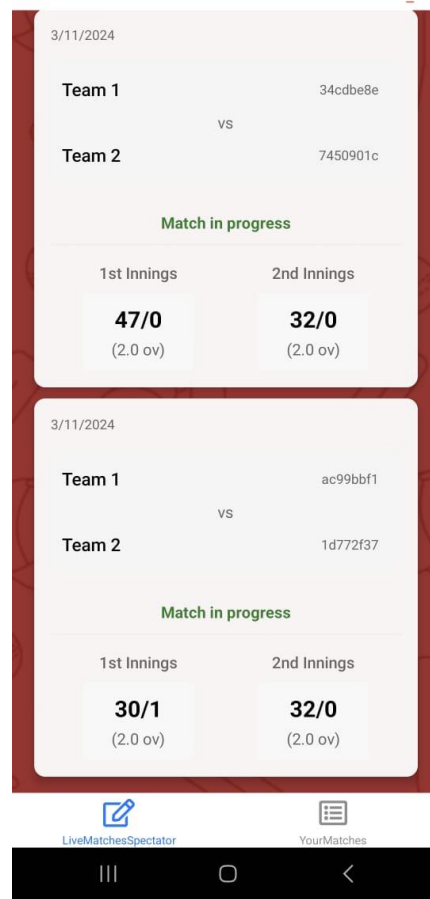 3/11/2024
Team 1 34cdbe8e
vs
Team 2 7450901c
Match in progress
1st Innings 2nd Innings
47/0 32/0
(2.0 ov) (2.0 ov)
3/11/2024
Team 1 ac99bbf1
vs
Team 2 1d772f37
Match in progress
1st Innings 2nd Innings
30/1 32/0
(2.0 ov) (2.0 ov)
LiveMatchesSpectator YourMatches